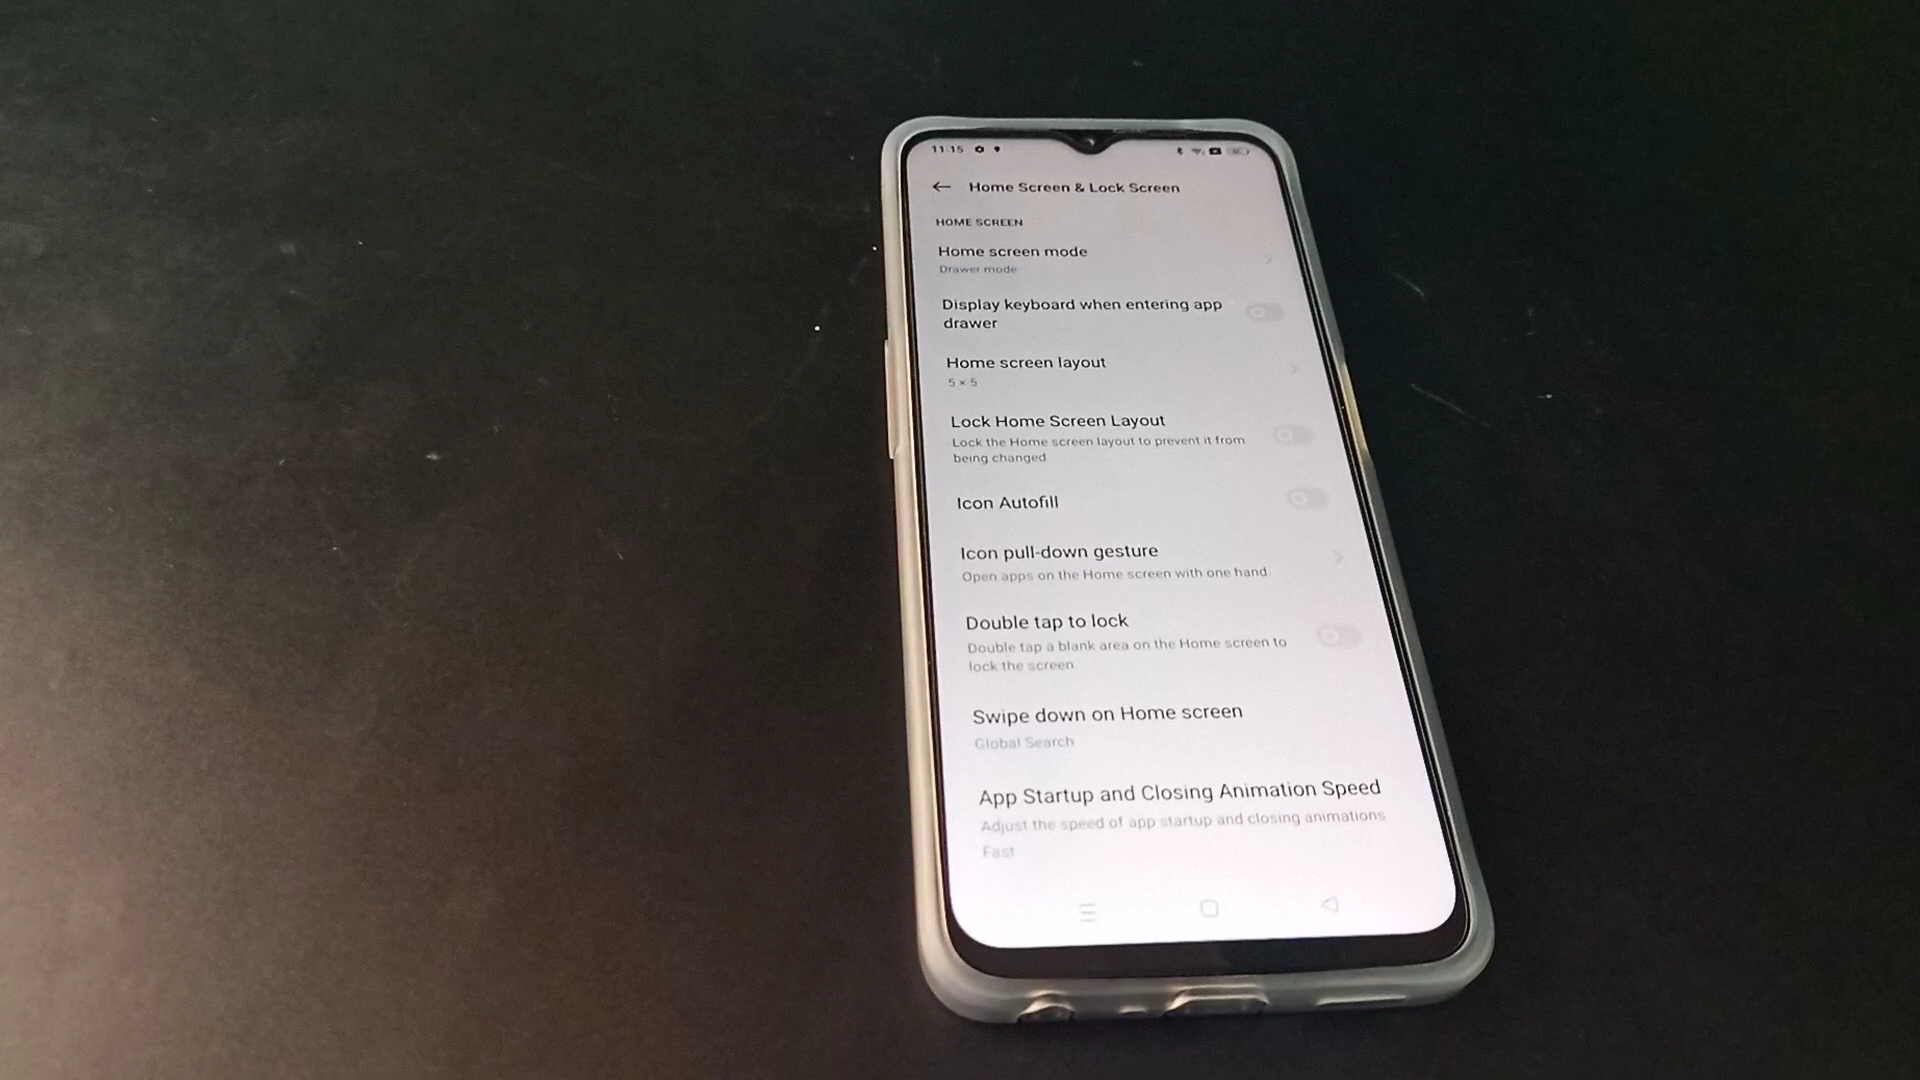 11:15
Home Screen & Lock Screen
HOME SCREEN
Home screen mode
Drawer mode
Display keyboard when entering app
drawer
Home screen layout
5 × 5
Lock Home Screen Layout
Lock the Home screen layout to prevent it from
being changed
Icon Autofill
Icon pull-down gesture
Open apps on the Home screen with one hand
Double tap to lock
Double tap a blank area on the Home screen to
lock the screen
Swipe down on Home screen
Global Search
App Startup and Closing Animation Speed
Adjust the speed of app startup and closing animations
Fast